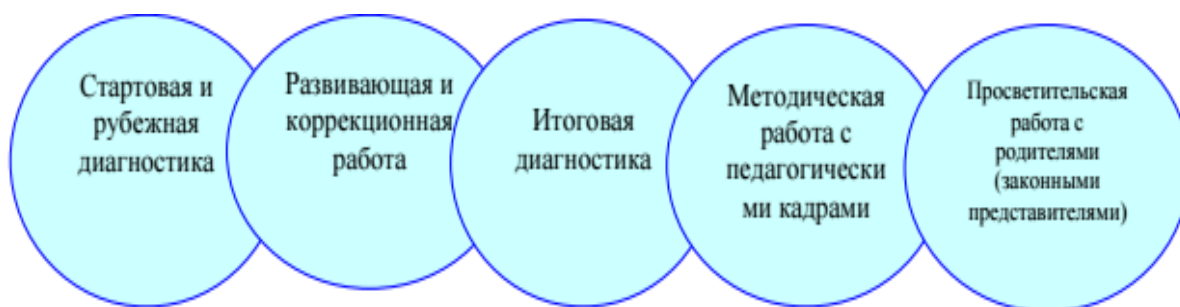 Стартовая и
рубежная
диагностика
Развивающая и
коррекционная
работа
Итоговая
диагностика
Методическая
работа с
педагогически
ми кадрами
Просветительская
работа с
родителями
(законными
представителями)